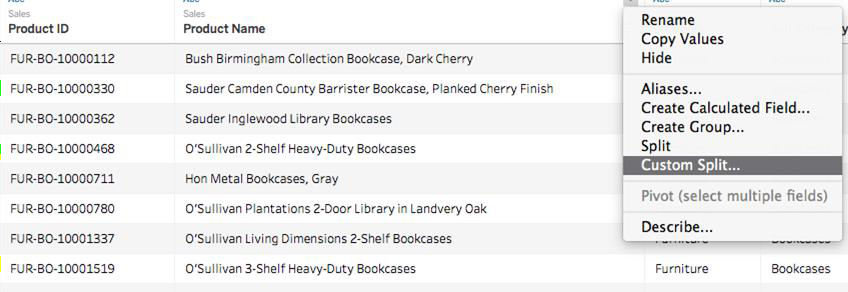 Sales Sales
Product ID Product Name
FUR-BO-10000112 Bush Birmingham Collection Bookcase, Dark Cherry
FUR-BO-10000330 Sauder Camden County Barrister Bookcase, Planked Cherry Finish
FUR-BO-10000362 Sauder Inglewood Library Bookcases
FUR-BO-10000468 O'Sullivan 2-Shelf Heavy-Duty Bookcases
FUR-BO-10000711 Hon Metal Bookcases, Gray
FUR-BO-10000780 O'Sullivan Plantations 2-Door Library in Landvery Oak
FUR-BO-10001337 O'Sullivan Living Dimensions 2-Shelf Bookcases
FUR-BO-10001519 O'Sullivan 3-Shelf Heavy-Duty Bookcases Furniture Bookcases
Rename
Copy Values
Hide
Aliases...
Create Calculated Field...
Create Group...
Split
Custom Split...
Pivot (select multiple fields)
Describe...